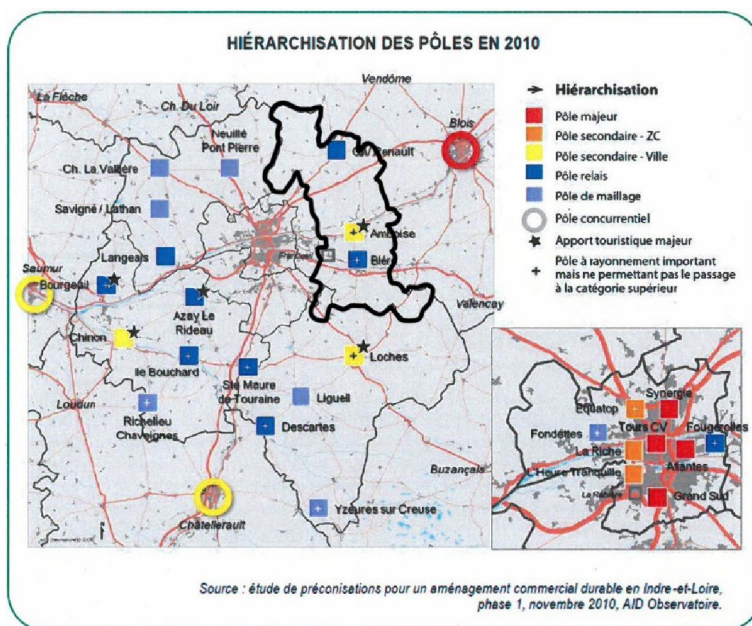 HIÉRARCHISATION DES PÔLES EN 2010
Vendôme
La Flèche
Ch. Du Loir
Blois
Neuillé
Pont Pierre
Ch. Renault
Ch. La Vallière
Savigné / Lathan
Amboise
Langeais
Bléré
Saumur
Bourgeuil
Azay Le
Rideau
Valençay
Chinon
Loches
Ile Bouchard
Ste Maure
de Touraine
Ligueil
Loudun
Richelieu
Chaveignes
Descartes
Buzançais
Yzeures sur Creuse
Châtellerault
Hiérarchisation
Pôle majeur
Pôle secondaire - ZC
Pôle secondaire - Ville
Pôle relais
Pôle de maillage
Pôle concurrentiel
Apport touristique majeur
Pôle à rayonnement important
mais ne permettant pas le passage
à la catégorie supérieur
Synergie
Equatop
Tours CV
Fougerolles
Fondettes
La Riche
Atlantes
L'Heure Tranquille
Grand Sud
Source : étude de préconisations pour un aménagement commercial durable en Indre-et-Loire,
phase 1, novembre 2010, AID Observatoire.